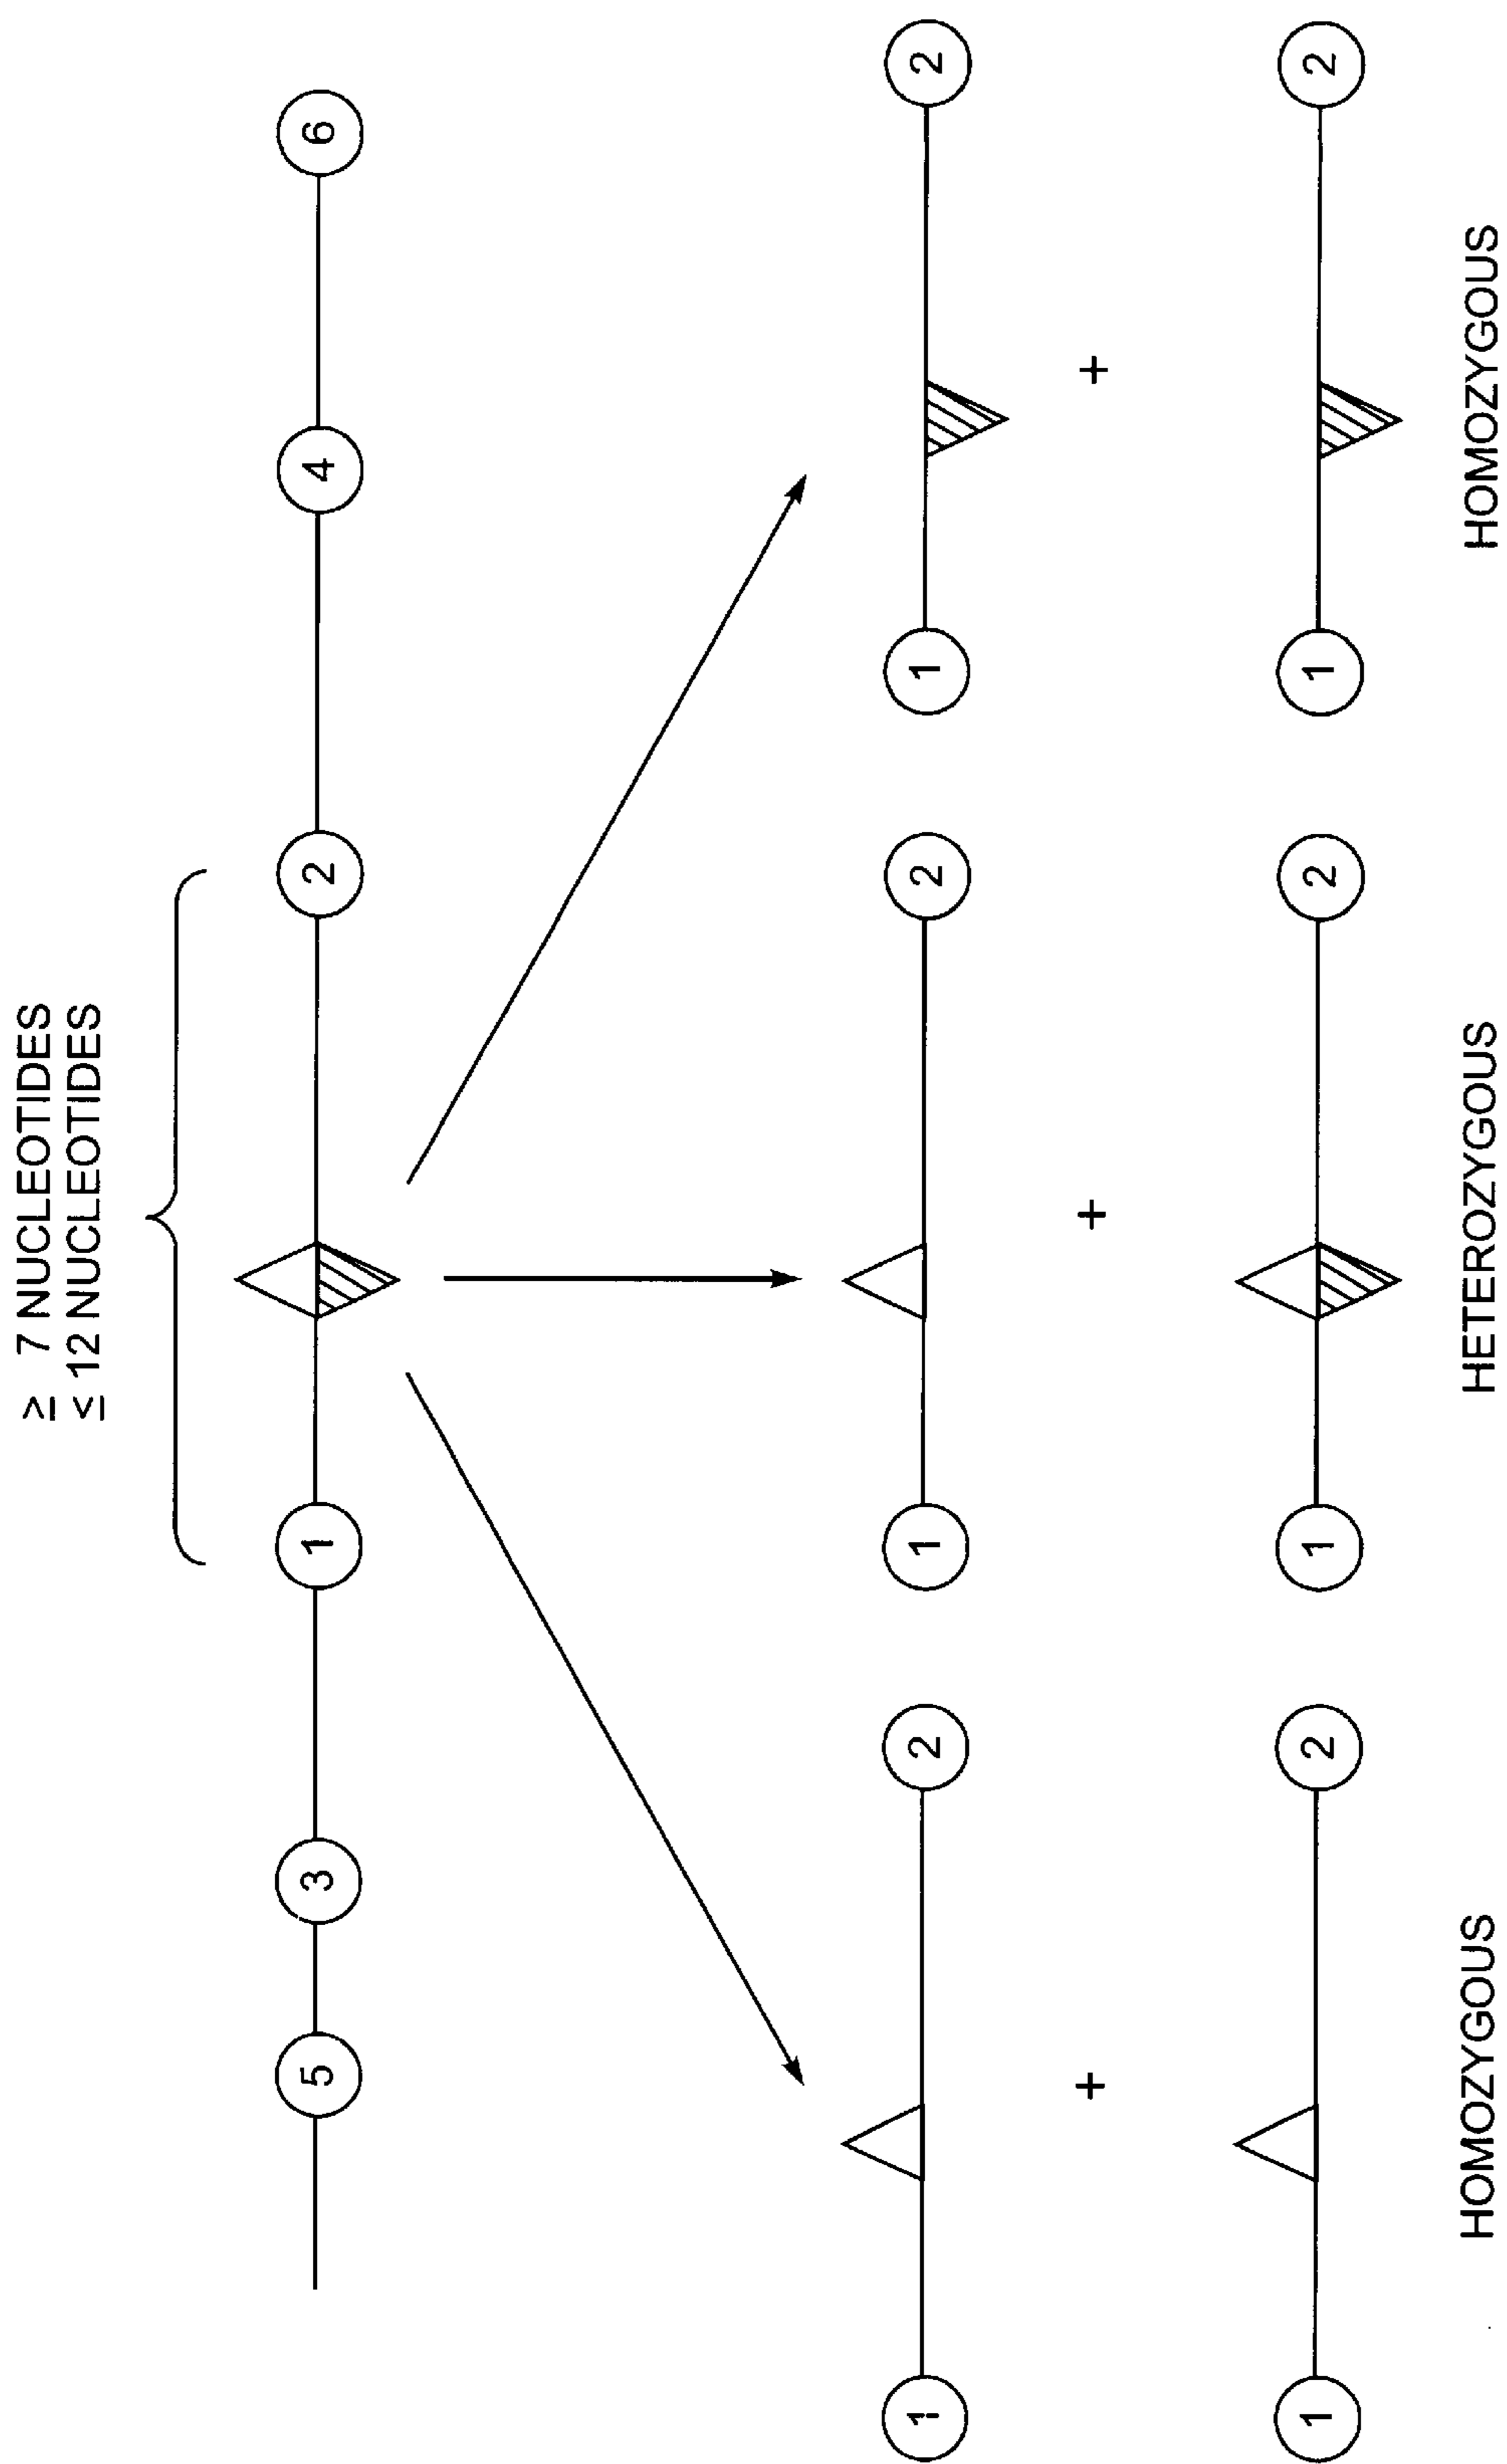 ≥ 7 NUCLEOTIDES
≤ 12 NUCLEOTIDES
5 3 1 2 4 6
1 2 1 2 1 2
+ + +
1 2 1 2 1 2
HOMOZYGOUS HETEROZYGOUS HOMOZYGOUS